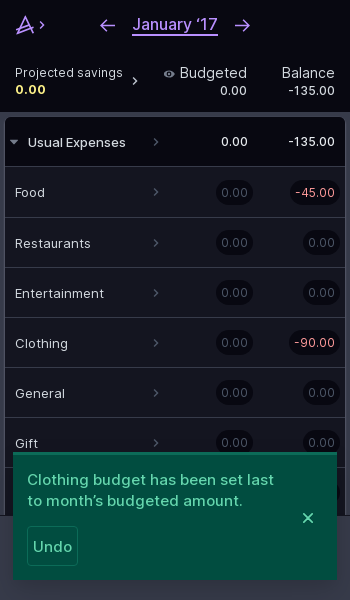 January ‘17
Projected savings
0.00
Budgeted
0.00
Balance
-135.00
Usual Expenses 0.00 -135.00
Food 0.00 -45.00
Restaurants 0.00 0.00
Entertainment 0.00 0.00
Clothing 0.00 -90.00
General 0.00 0.00
Gift 0.00 0.00
Clothing budget has been set last
to month’s budgeted amount.
Undo